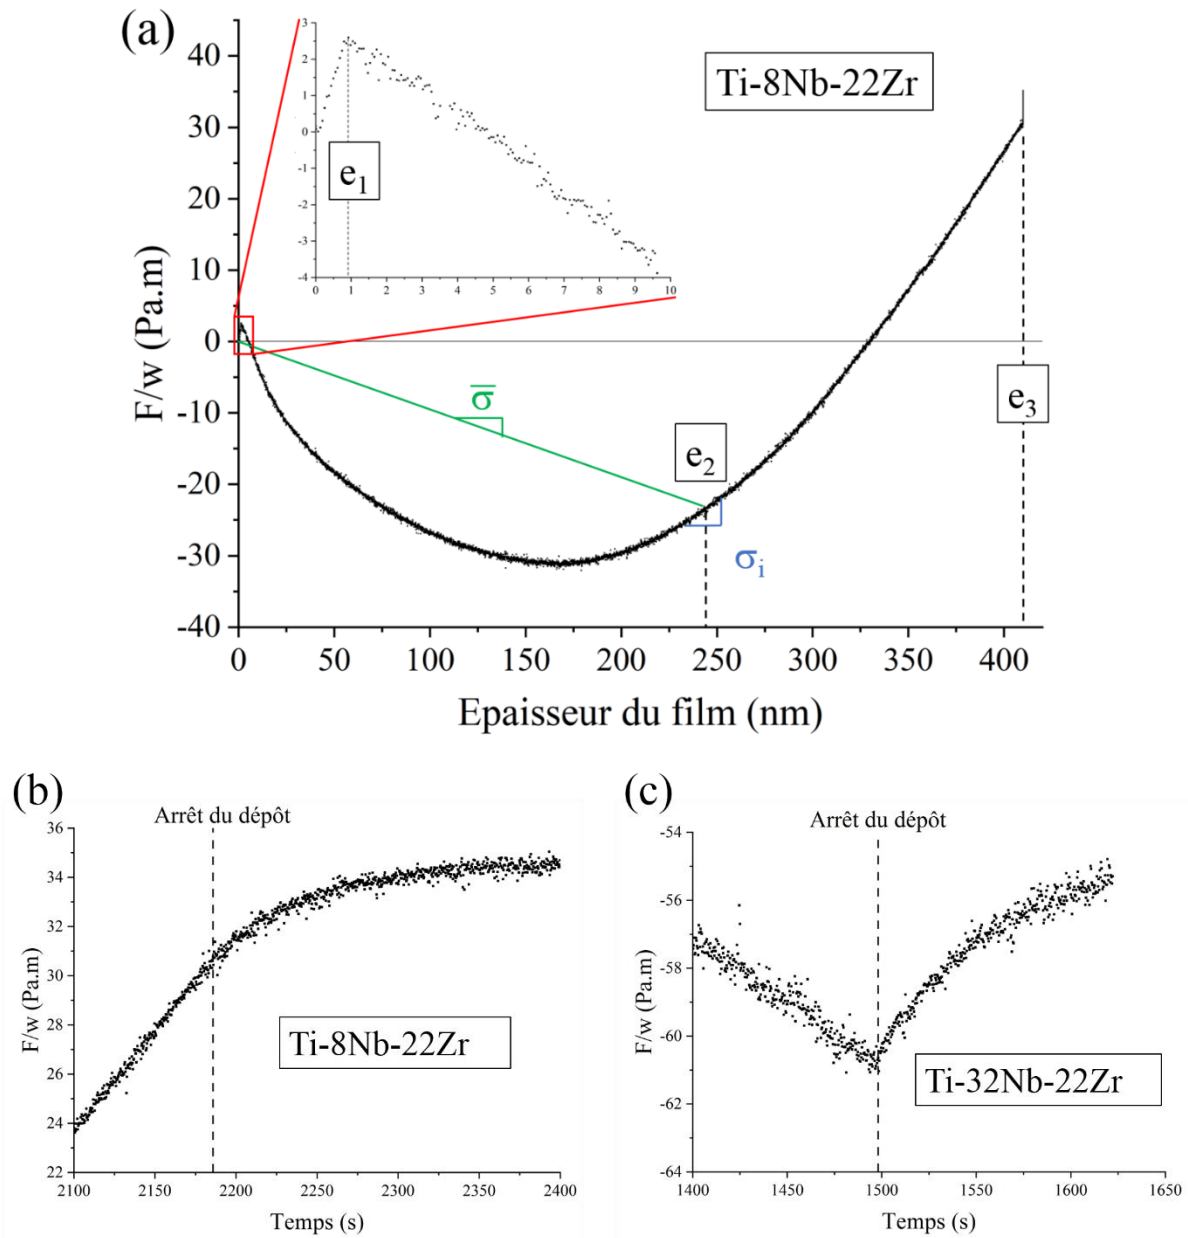 (a)
Ti-8Nb-22Zr
F/w (Pa.m)
40
30
20
10
0
-10
-20
-30
-40
3
2
1
0
-1
-2
-3
-4
0 1 2 3 4 5 6 7 8 9 10
e1
σ̅
e2
σi
e3
0 50 100 150 200 250 300 350 400
Epaisseur du film (nm)
(b)
Arrêt du dépôt
F/w (Pa.m)
36
34
32
30
28
26
24
22
Ti-8Nb-22Zr
2100 2150 2200 2250 2300 2350 2400
Temps (s)
(c)
Arrêt du dépôt
F/w (Pa.m)
-54
-56
-58
-60
-62
-64
Ti-32Nb-22Zr
1400 1450 1500 1550 1600 1650
Temps (s)